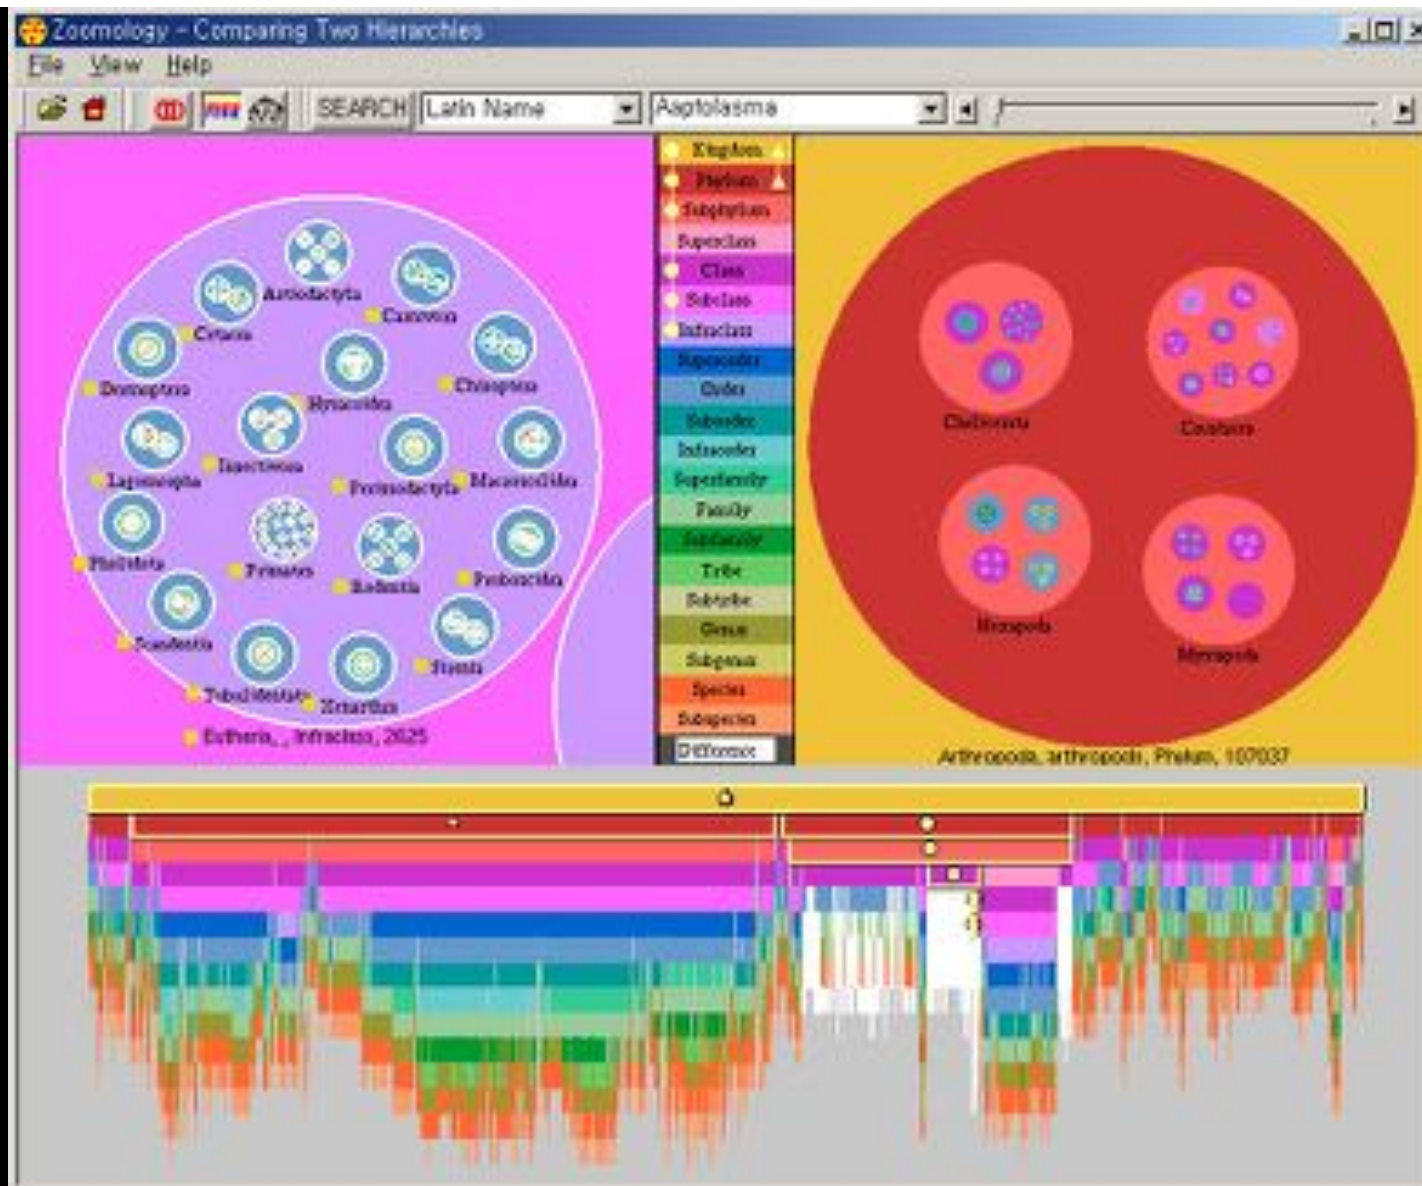 Zoomology - Comparing Two Hierarchies
File View Help
SEARCH Latin Name Aaptolasma
Artiodactyla
Carnivora
Cetacea
Chiroptera
Dermoptera
Hyracoidea
Lagomorpha
Insectivora
Perissodactyla
Macroscelidea
Pholidota
Primates
Rodentia
Proboscidea
Scandentia
Sirenia
Tubulidentata
Xenarthra
Eutheria, , Infraclass, 2625
Kingdom
Phylum
Subphylum
Superclass
Class
Subclass
Infraclass
Superorder
Order
Suborder
Infraorder
Superfamily
Family
Subfamily
Tribe
Subtribe
Genus
Subgenus
Species
Subspecies
Difference
Chelicerata
Crustacea
Hexapoda
Myriapoda
Arthropoda, arthropods, Phylum, 107037